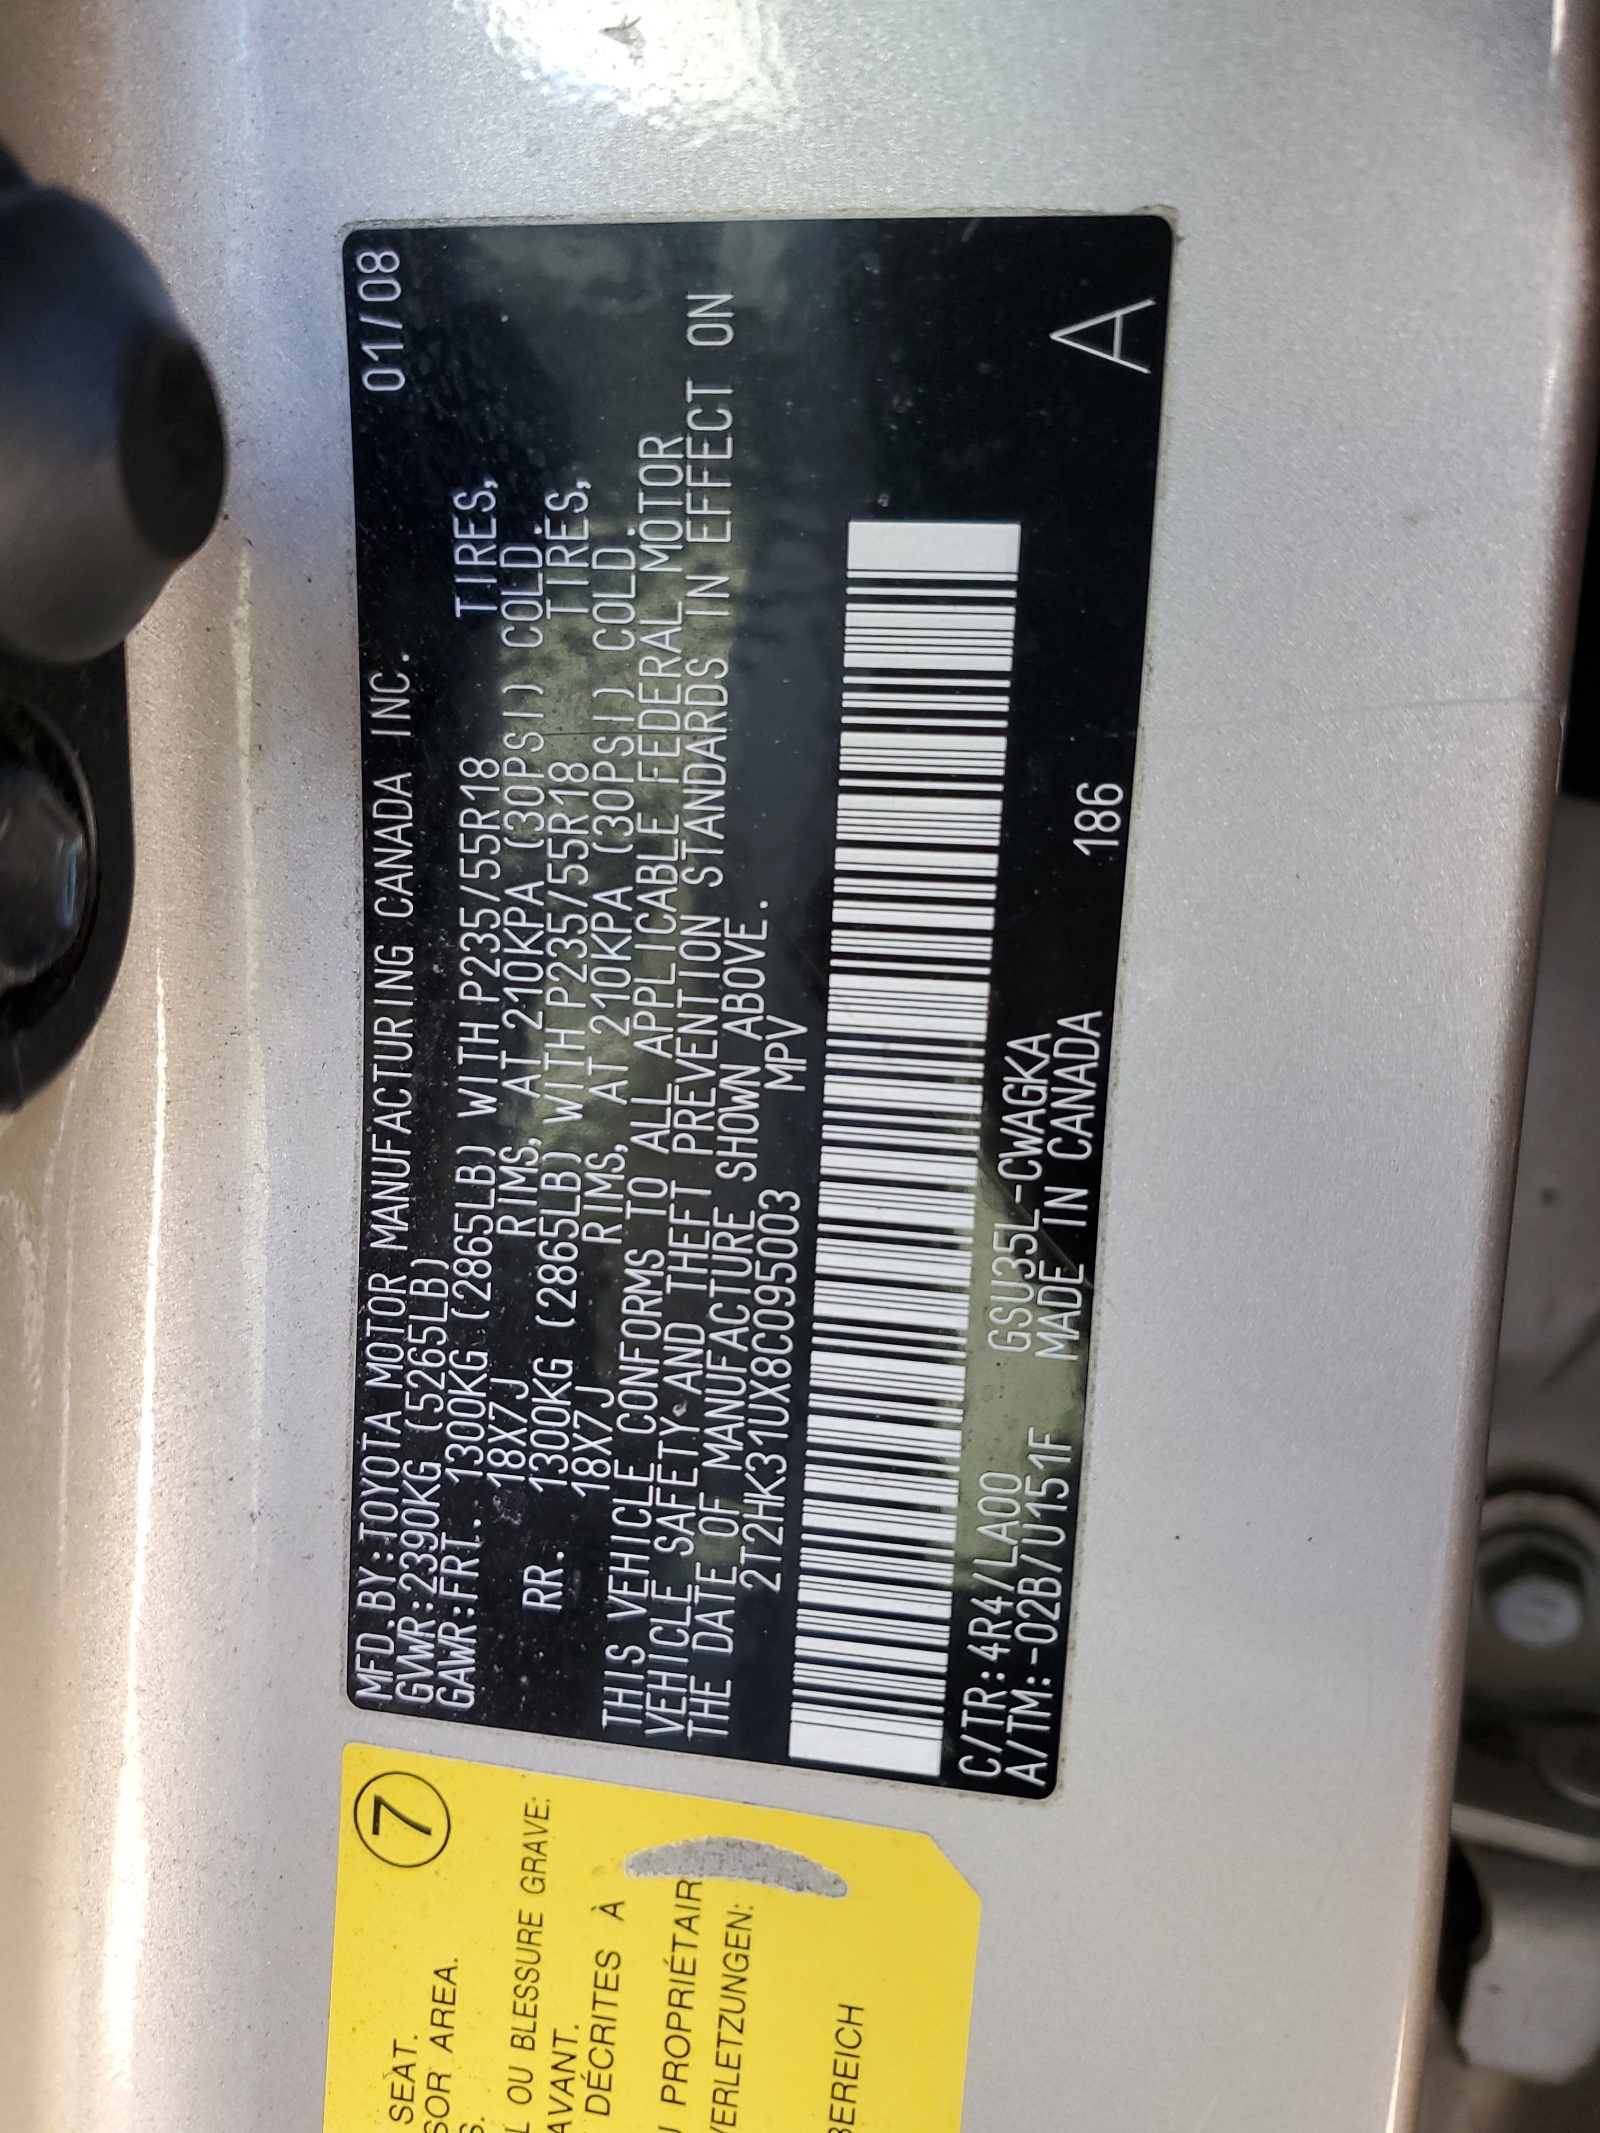 MFD.BY:TOYOTA MOTOR MANUFACTURING CANADA INC. 01/08
GVWR:2390KG (5265LB)
GAWR:FRT. 1300KG (2865LB) WITH P235/55R18 TIRES,
18X7J RIMS, AT 210KPA (30PSI) COLD.
RR. 1300KG (2865LB) WITH P235/55R18 TIRES,
18X7J RIMS, AT 210KPA (30PSI) COLD.
THIS VEHICLE CONFORMS TO ALL APPLICABLE FEDERAL MOTOR
VEHICLE SAFETY AND THEFT PREVENTION STANDARDS IN EFFECT ON
THE DATE OF MANUFACTURE SHOWN ABOVE.
2T2HK31UX8C095003 MPV
C/TR:4R4/LA00 GSU35L-CWAGKA
A/TM:-02B/U151F MADE IN CANADA 186 A
7
SEAT.
SOR AREA.
S.
L OU BLESSURE GRAVE:
AVANT.
DÉCRITES À
U PROPRIÉTAIR
VERLETZUNGEN:
BEREICH